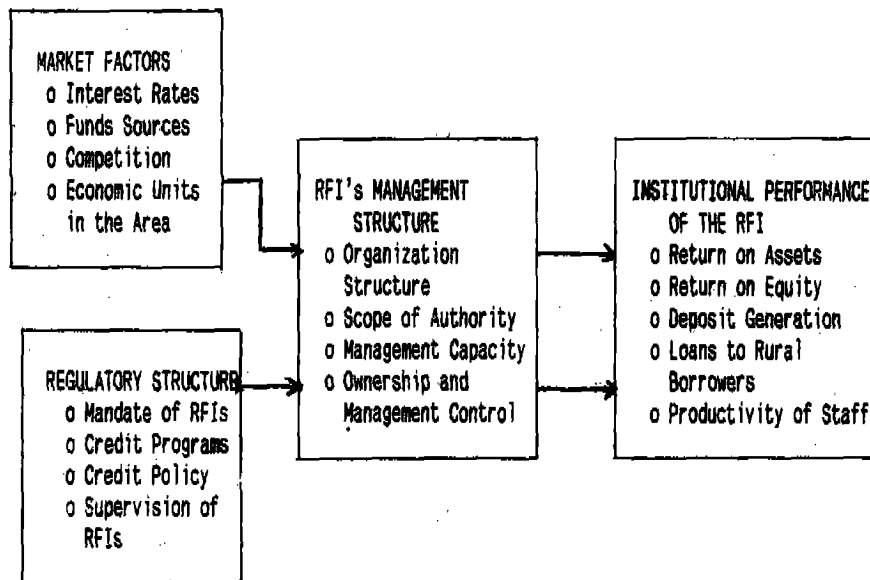 MARKET FACTORS
o Interest Rates
o Funds Sources
o Competition
o Economic Units
in the Area
REGULATORY STRUCTURE
o Mandate of RFIs
o Credit Programs
o Credit Policy
o Supervision of
RFIs
RFI's MANAGEMENT
STRUCTURE
o Organization
Structure
o Scope of Authority
o Management Capacity
o Ownership and
Management Control
INSTITUTIONAL PERFORMANCE
OF THE RFI
o Return on Assets
o Return on Equity
o Deposit Generation
o Loans to Rural
Borrowers
o Productivity of Staff